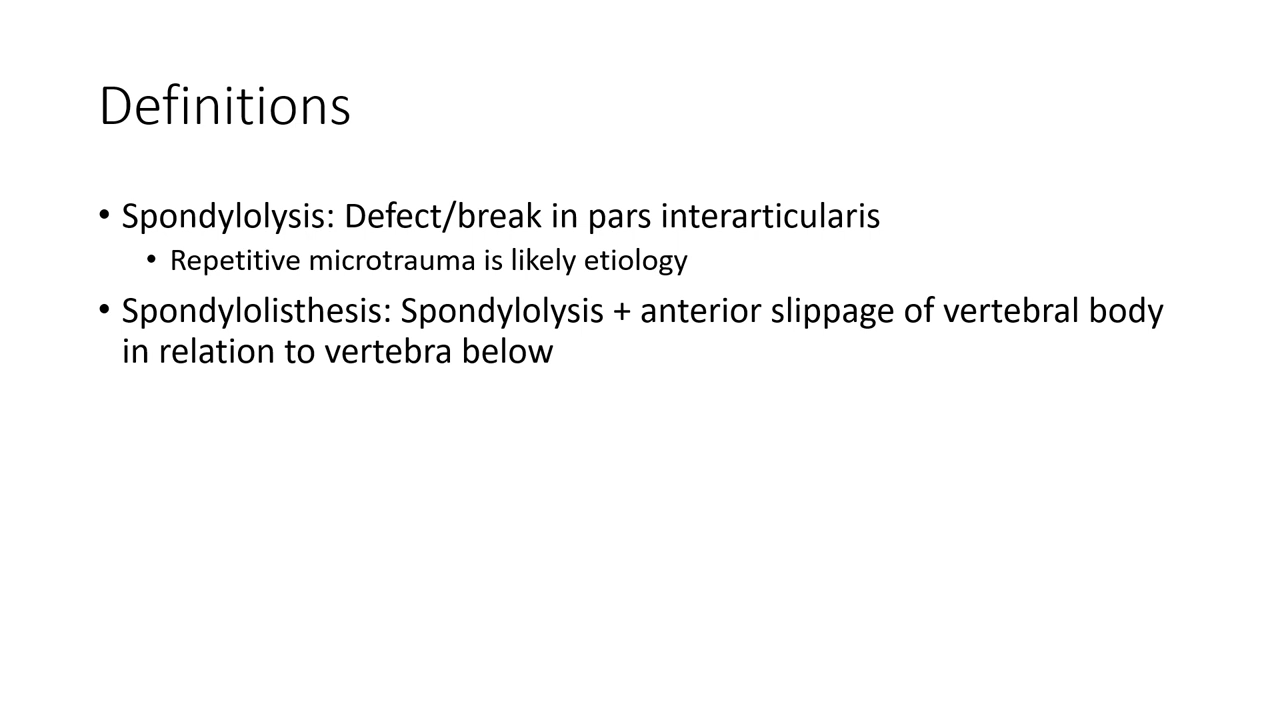 Definitions
• Spondylolysis: Defect/break in pars interarticularis
• Repetitive microtrauma is likely etiology
• Spondylolisthesis: Spondylolysis + anterior slippage of vertebral body
in relation to vertebra below